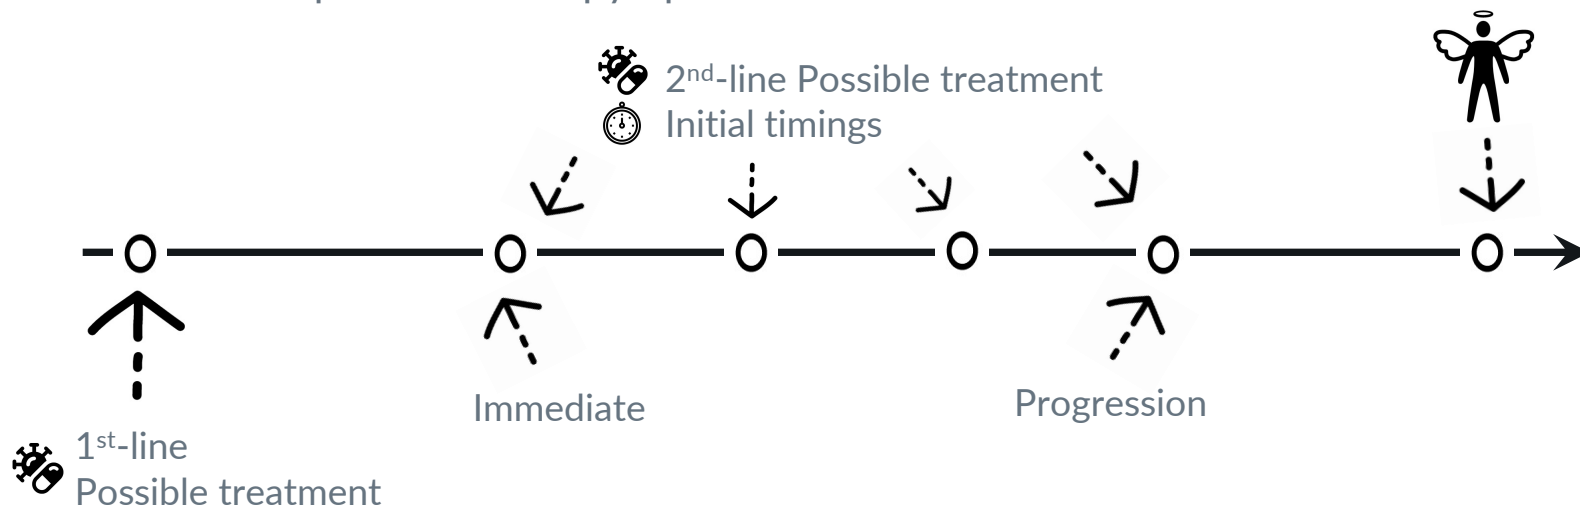 2nd-line Possible treatment
Initial timings
Immediate
Progression
1st-line
Possible treatment